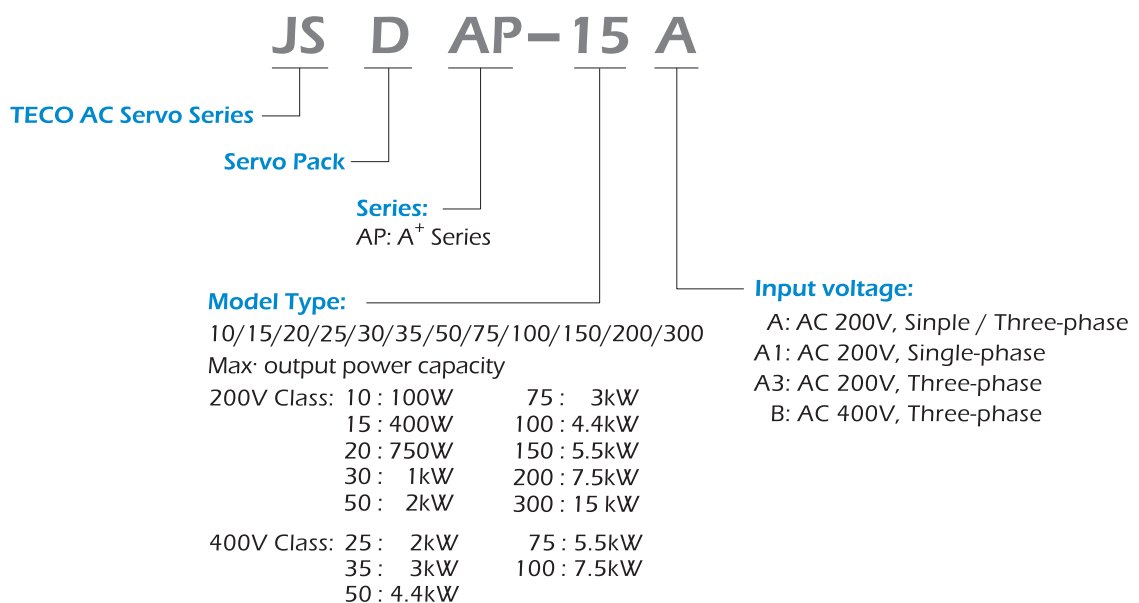 JS D AP-15 A
TECO AC Servo Series
Servo Pack
Series:
AP: A⁺ Series
Model Type:
10/15/20/25/30/35/50/75/100/150/200/300
Max· output power capacity
200V Class: 10 : 100W 75 : 3kW
15 : 400W 100 : 4.4kW
20 : 750W 150 : 5.5kW
30 : 1kW 200 : 7.5kW
50 : 2kW 300 : 15 kW
400V Class: 25 : 2kW 75 : 5.5kW
35 : 3kW 100 : 7.5kW
50 : 4.4kW
Input voltage:
A: AC 200V, Sinple / Three-phase
A1: AC 200V, Single-phase
A3: AC 200V, Three-phase
B: AC 400V, Three-phase